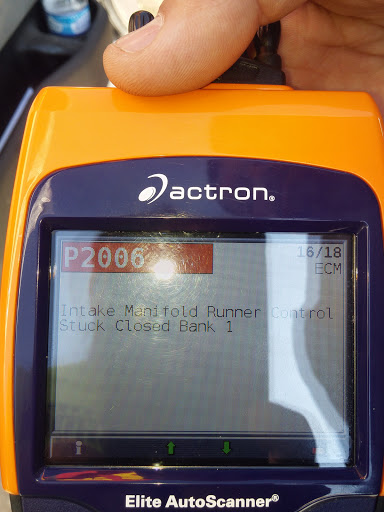 actron®
P2006
16/18
ECM
Intake Manifold Runner Control
Stuck Closed Bank 1
i
Elite AutoScanner®